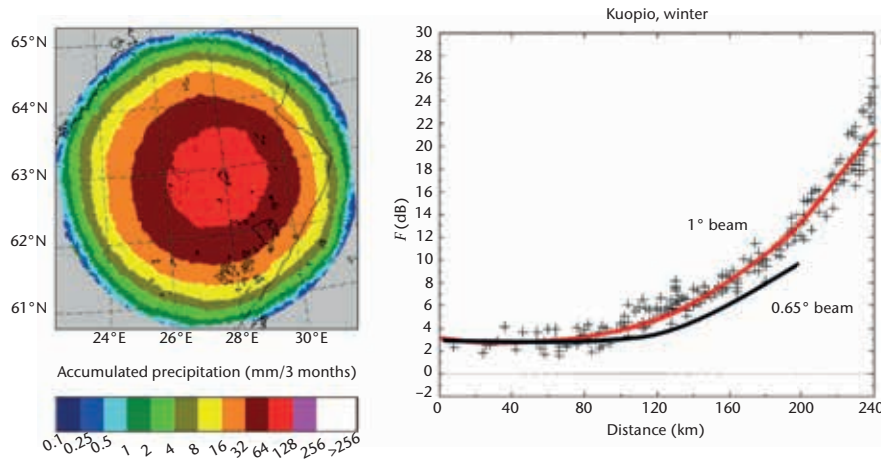 65°N
64°N
63°N
62°N
61°N
24°E 26°E 28°E 30°E
Accumulated precipitation (mm/3 months)
0.1 0.25 0.5 1 2 4 8 16 32 64 128 256 >256
Kuopio, winter
30
28
26
24
22
20
18
16
14
12
10
8
6
4
2
0
−2
F (dB)
1° beam
0.65° beam
0 40 80 120 160 200 240
Distance (km)